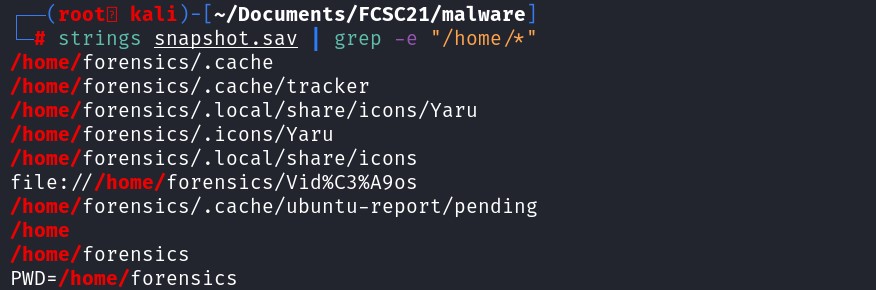 (root kali)-[~/Documents/FCSC21/malware]
# strings snapshot.sav | grep -e "/home/*"
/home/forensics/.cache
/home/forensics/.cache/tracker
/home/forensics/.local/share/icons/Yaru
/home/forensics/.icons/Yaru
/home/forensics/.local/share/icons
file:///home/forensics/Vid%C3%A9os
/home/forensics/.cache/ubuntu-report/pending
/home
/home/forensics
PWD=/home/forensics